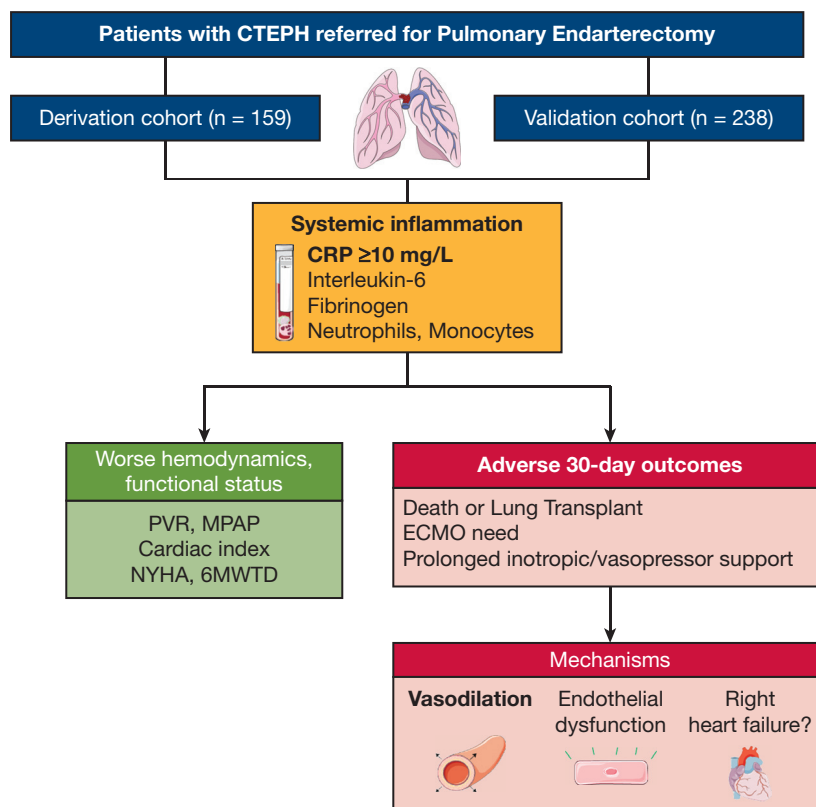 Patients with CTEPH referred for Pulmonary Endarterectomy
Derivation cohort (n = 159)
Validation cohort (n = 238)
Systemic inflammation
CRP ≥10 mg/L
Interleukin-6
Fibrinogen
Neutrophils, Monocytes
Worse hemodynamics,
functional status
PVR, MPAP
Cardiac index
NYHA, 6MWTD
Adverse 30-day outcomes
Death or Lung Transplant
ECMO need
Prolonged inotropic/vasopressor support
Mechanisms
Vasodilation
Endothelial
dysfunction
Right
heart failure?